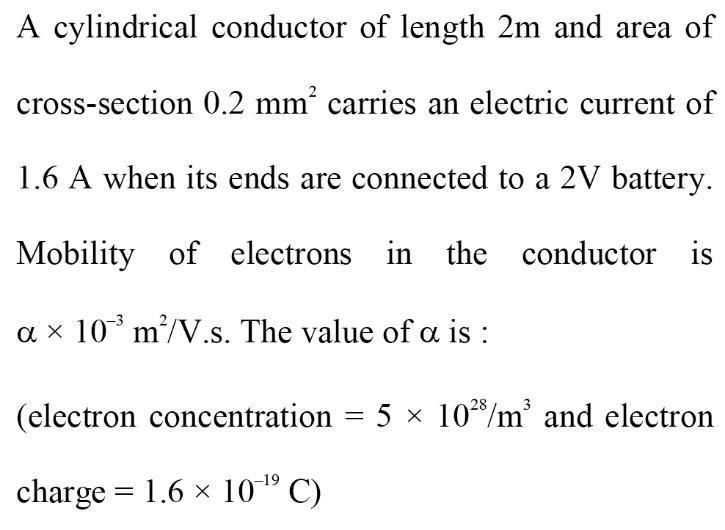 A cylindrical conductor of length 2m and area of
cross-section 0.2 mm² carries an electric current of
1.6 A when its ends are connected to a 2V battery.
Mobility of electrons in the conductor is
α × 10⁻³ m²/V.s. The value of α is :
(electron concentration = 5 × 10²⁸/m³ and electron
charge = 1.6 × 10⁻¹⁹ C)